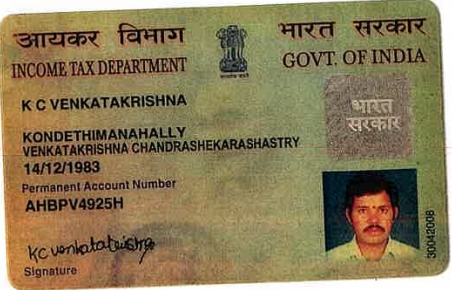 आयकर विभाग
INCOME TAX DEPARTMENT
भारत सरकार
GOVT. OF INDIA
K C VENKATAKRISHNA
KONDETHIMANAHALLY
VENKATAKRISHNA CHANDRASHEKARASHASTRY
14/12/1983
Permanent Account Number
AHBPV4925H
भारत
सरकार
30042008
Signature